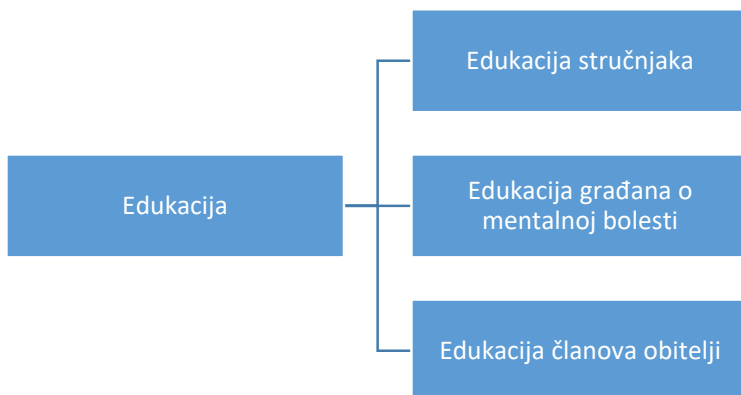 Edukacija
Edukacija stručnjaka
Edukacija građana o
mentalnoj bolesti
Edukacija članova obitelji